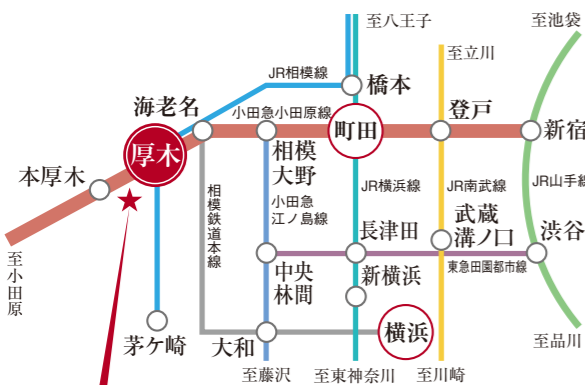 至八王子
至池袋
至立川
JR相模線
橋本
海老名
小田急小田原線
町田
登戸
新宿
厚木
相模
大野
本厚木
JR横浜線
JR南武線
JR山手線
相模鉄道本線
小田急
江ノ島線
長津田
武蔵
溝ノ口
渋谷
至小田原
中央
林間
新横浜
東急田園都市線
茅ケ崎
大和
横浜
至品川
至藤沢
至東神奈川
至川崎